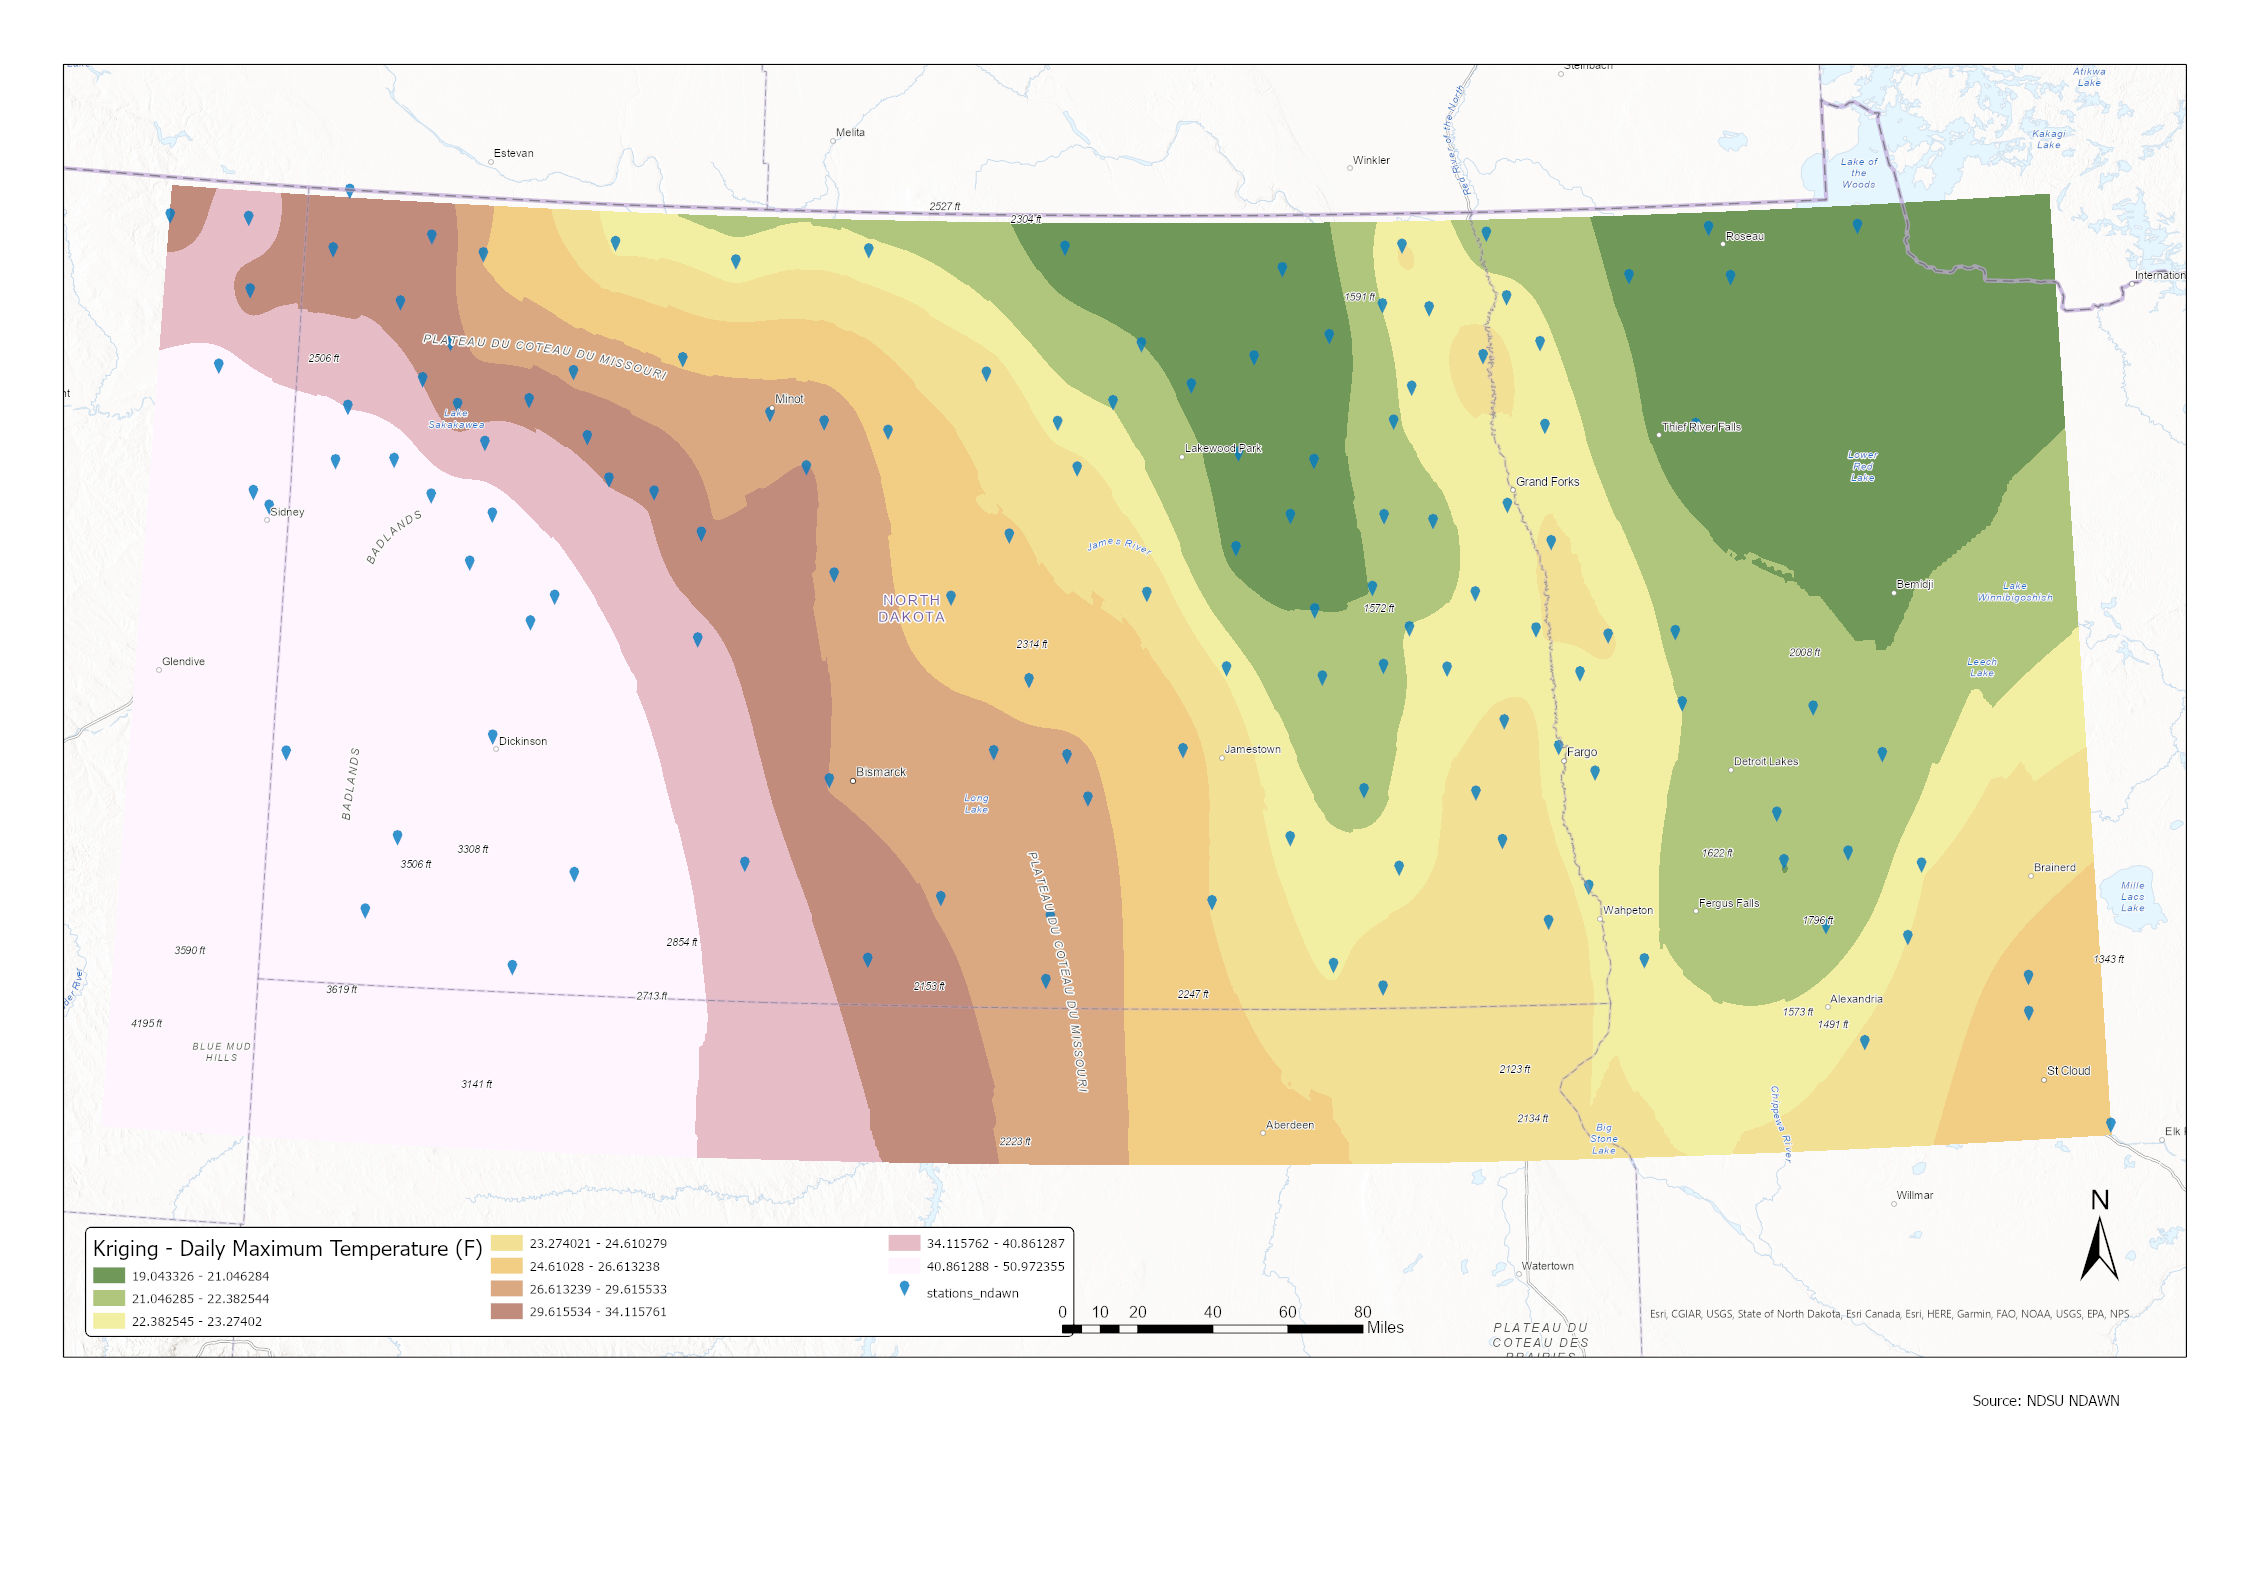 Steinbach
Atikwa
Lake
Melita
Kakagi
Lake
Estevan
Winkler
Red River of the North
Lake of
the
Woods
2527 ft
2304 ft
Roseau
International
1591 ft
2506 ft
PLATEAU DU COTEAU DU MISSOURI
nt
Minot
Lake
Sakakawea
Thief River Falls
Lakewood Park
Lower
Red
Lake
Grand Forks
Sidney
BADLANDS
James River
Bemidji
Lake
Winnibigoshish
NORTH
DAKOTA
1572 ft
2314 ft
2008 ft
Glendive
Leech
Lake
Dickinson
Jamestown
Fargo
Detroit Lakes
Bismarck
BADLANDS
Long
Lake
3308 ft
3506 ft
1622 ft
Brainerd
PLATEAU DU COTEAU DU MISSOURI
Mille
Lacs
Lake
Wahpeton
Fergus Falls
1796 ft
2854 ft
3590 ft
1343 ft
der River
3619 ft
2713 ft
2153 ft
2247 ft
Alexandria
1573 ft
1491 ft
4195 ft
BLUE MUD
HILLS
3141 ft
2123 ft
St Cloud
Chippewa River
2134 ft
Aberdeen
Big
Stone
Lake
2223 ft
Elk
Willmar
N
Kriging - Daily Maximum Temperature (F)
19.043326 - 21.046284
21.046285 - 22.382544
22.382545 - 23.27402
23.274021 - 24.610279
24.61028 - 26.613238
26.613239 - 29.615533
29.615534 - 34.115761
34.115762 - 40.861287
40.861288 - 50.972355
stations_ndawn
Watertown
0 10 20 40 60 80
Miles
Esri, CGIAR, USGS, State of North Dakota, Esri Canada, Esri, HERE, Garmin, FAO, NOAA, USGS, EPA, NPS
PLATEAU DU
COTEAU DES
PRAIRIES
Source: NDSU NDAWN